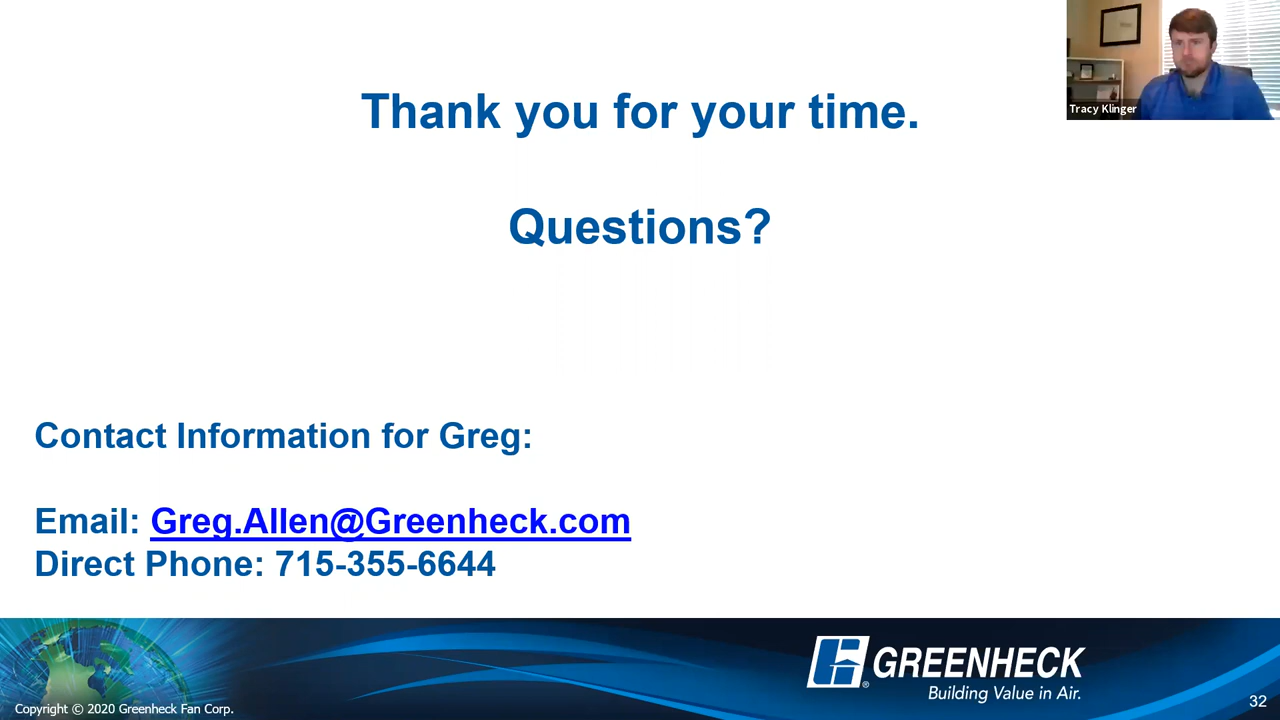 Thank you for your time.
Tracy Klinger
Questions?
Contact Information for Greg:
Email: Greg.Allen@Greenheck.com
Direct Phone: 715-355-6644
GREENHECK
®
Building Value in Air.
Copyright © 2020 Greenheck Fan Corp.
32